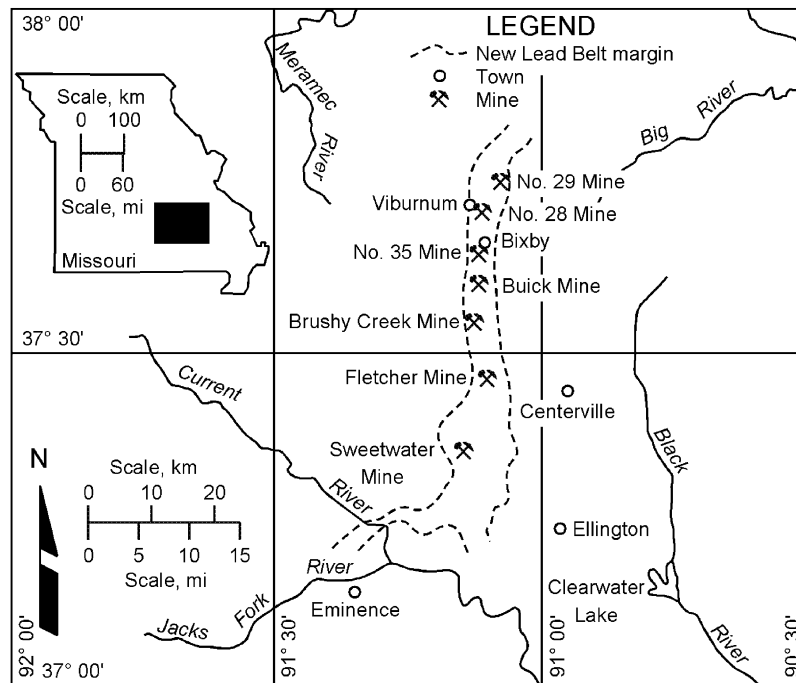 38° 00'
LEGEND
New Lead Belt margin
Town
Mine
Meramec
River
Big River
Scale, km
0 100
0 60
Scale, mi
Missouri
No. 29 Mine
Viburnum
No. 28 Mine
Bixby
No. 35 Mine
Buick Mine
Brushy Creek Mine
37° 30'
Current
River
Fletcher Mine
Centerville
Black
River
Sweetwater
Mine
N
Scale, km
0 10 20
0 5 10 15
Scale, mi
Ellington
Clearwater
Lake
Jacks Fork River
Eminence
92° 00'
37° 00'
91° 30'
91° 00'
90° 30'